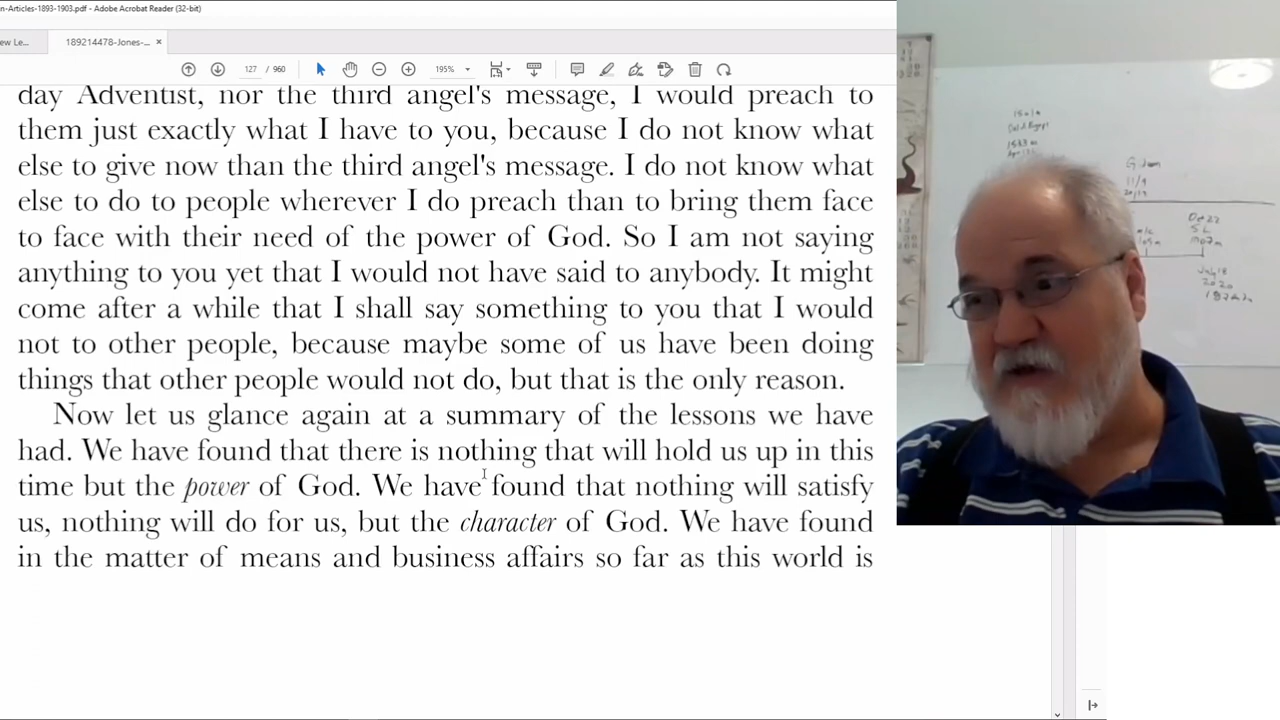 n-Articles-1893-1903.pdf - Adobe Acrobat Reader (32-bit)
ew Le...
189214478-Jones-... ×
127 / 960
195%
day Adventist, nor the third angel's message, I would preach to
them just exactly what I have to you, because I do not know what
else to give now than the third angel's message. I do not know what
else to do to people wherever I do preach than to bring them face
to face with their need of the power of God. So I am not saying
anything to you yet that I would not have said to anybody. It might
come after a while that I shall say something to you that I would
not to other people, because maybe some of us have been doing
things that other people would not do, but that is the only reason.
Now let us glance again at a summary of the lessons we have
had. We have found that there is nothing that will hold us up in this
time but the power of God. We have found that nothing will satisfy
us, nothing will do for us, but the character of God. We have found
in the matter of means and business affairs so far as this world is
11/9
Oct 22
July 18
2020